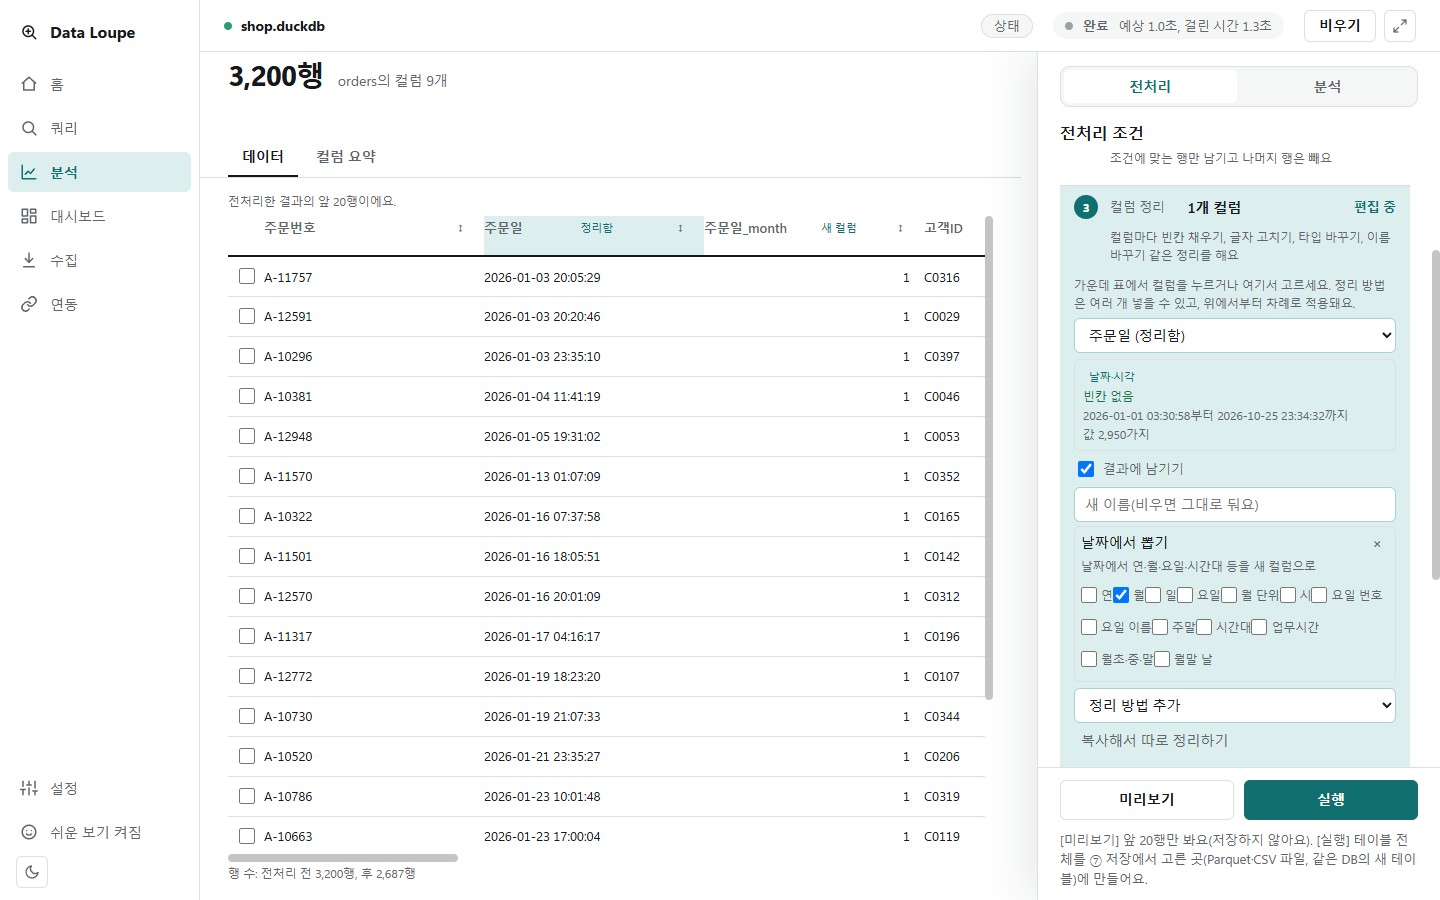 Data Loupe
홈
쿼리
분석
대시보드
수집
연동
설정
쉬운 보기 켜짐
shop.duckdb
상태
완료 예상 1.0초, 걸린 시간 1.3초
비우기
3,200행 orders의 컬럼 9개
데이터 컬럼 요약
전처리한 결과의 앞 20행이에요.
주문번호 주문일 정리함 주문일_month 새 컬럼 고객ID
A-11757 2026-01-03 20:05:29 1 C0316
A-12591 2026-01-03 20:20:46 1 C0029
A-10296 2026-01-03 23:35:10 1 C0397
A-10381 2026-01-04 11:41:19 1 C0046
A-12948 2026-01-05 19:31:02 1 C0053
A-11570 2026-01-13 01:07:09 1 C0352
A-10322 2026-01-16 07:37:58 1 C0165
A-11501 2026-01-16 18:05:51 1 C0142
A-12570 2026-01-16 20:01:09 1 C0312
A-11317 2026-01-17 04:16:17 1 C0196
A-12772 2026-01-19 18:23:20 1 C0107
A-10730 2026-01-19 21:07:33 1 C0344
A-10520 2026-01-21 23:35:27 1 C0206
A-10786 2026-01-23 10:01:48 1 C0319
A-10663 2026-01-23 17:00:04 1 C0119
행 수: 전처리 전 3,200행, 후 2,687행
전처리 분석
전처리 조건
조건에 맞는 행만 남기고 나머지 행은 빼요
3 컬럼 정리 1개 컬럼 편집 중
컬럼마다 빈칸 채우기, 글자 고치기, 타입 바꾸기, 이름
바꾸기 같은 정리를 해요
가운데 표에서 컬럼을 누르거나 여기서 고르세요. 정리 방법
은 여러 개 넣을 수 있고, 위에서부터 차례로 적용돼요.
주문일 (정리함)
날짜·시각
빈칸 없음
2026-01-01 03:30:58부터 2026-10-25 23:34:32까지
값 2,950가지
결과에 남기기
새 이름(비우면 그대로 둬요)
날짜에서 뽑기 ×
날짜에서 연·월·요일·시간대 등을 새 컬럼으로
연 월 일 요일 월 단위 시 요일 번호
요일 이름 주말 시간대 업무시간
월초·중·말 월말 날
정리 방법 추가
복사해서 따로 정리하기
미리보기 실행
[미리보기] 앞 20행만 봐요(저장하지 않아요). [실행] 테이블 전
체를 ⑦ 저장에서 고른 곳(Parquet·CSV 파일, 같은 DB의 새 테이
블)에 만들어요.